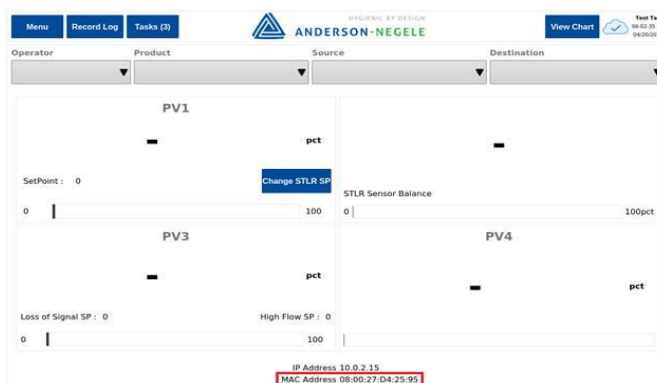 Menu Record Log Tasks (3) HYGIENIC BY DESIGN View Chart
ANDERSON-NEGELE
06:02:35
Operator Product Source Destination
PV1
- pct -
SetPoint : 0 Change STLR SP
STLR Sensor Balance
0 100 0 100pct
PV3 PV4
- pct - pct
Loss of Signal SP : 0 High Flow SP : 0
0 100
IP Address 10.0.2.15
MAC Address 08:00:27:D4:25:95